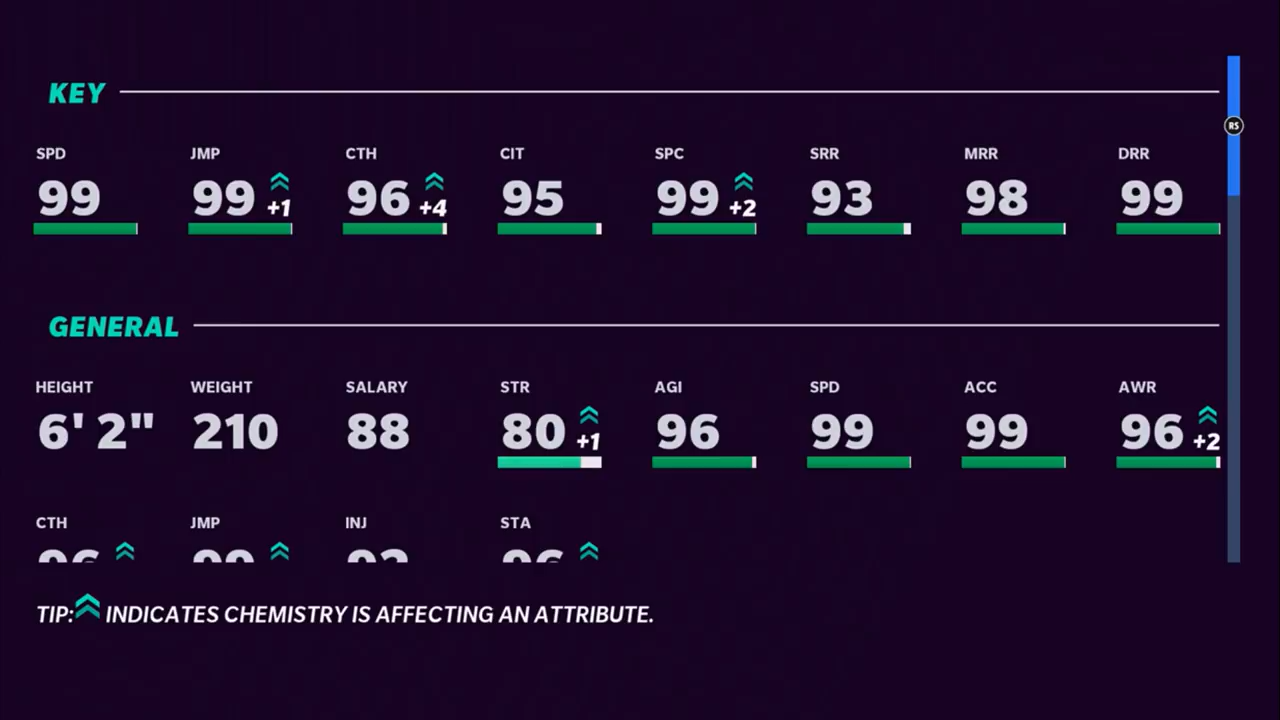 KEY
SPD JMP CTH CIT SPC SRR MRR DRR
99 99 +1 96 +4 95 99 +2 93 98 99
RS
GENERAL
HEIGHT WEIGHT SALARY STR AGI SPD ACC AWR
6' 2" 210 88 80 +1 96 99 99 96 +2
CTH JMP INJ STA
TIP: INDICATES CHEMISTRY IS AFFECTING AN ATTRIBUTE.